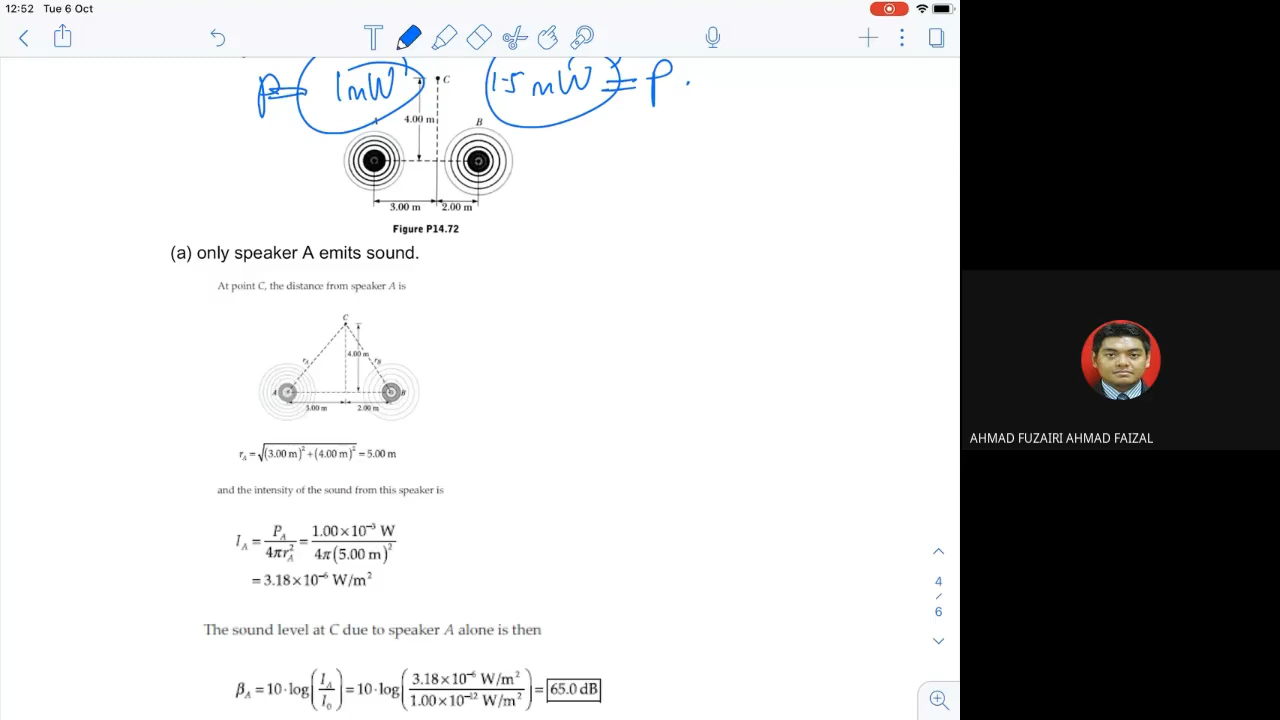 12:52 Tue 6 Oct
P = 1 mW
1.5 mW = P.
C
4.00 m
A
B
3.00 m 2.00 m
Figure P14.72
(a) only speaker A emits sound.
At point C, the distance from speaker A is
C
r_A 4.00 m r_B
A B
3.00 m 2.00 m
r_A = √(3.00 m)² + (4.00 m)² = 5.00 m
and the intensity of the sound from this speaker is
I_A = P_A / 4πr_A² = 1.00×10⁻³ W / 4π(5.00 m)²
= 3.18×10⁻⁶ W/m²
The sound level at C due to speaker A alone is then
β_A = 10·log(I_A / I_0) = 10·log(3.18×10⁻⁶ W/m² / 1.00×10⁻¹² W/m²) = 65.0 dB
4
/
6
AHMAD FUZAIRI AHMAD FAIZAL